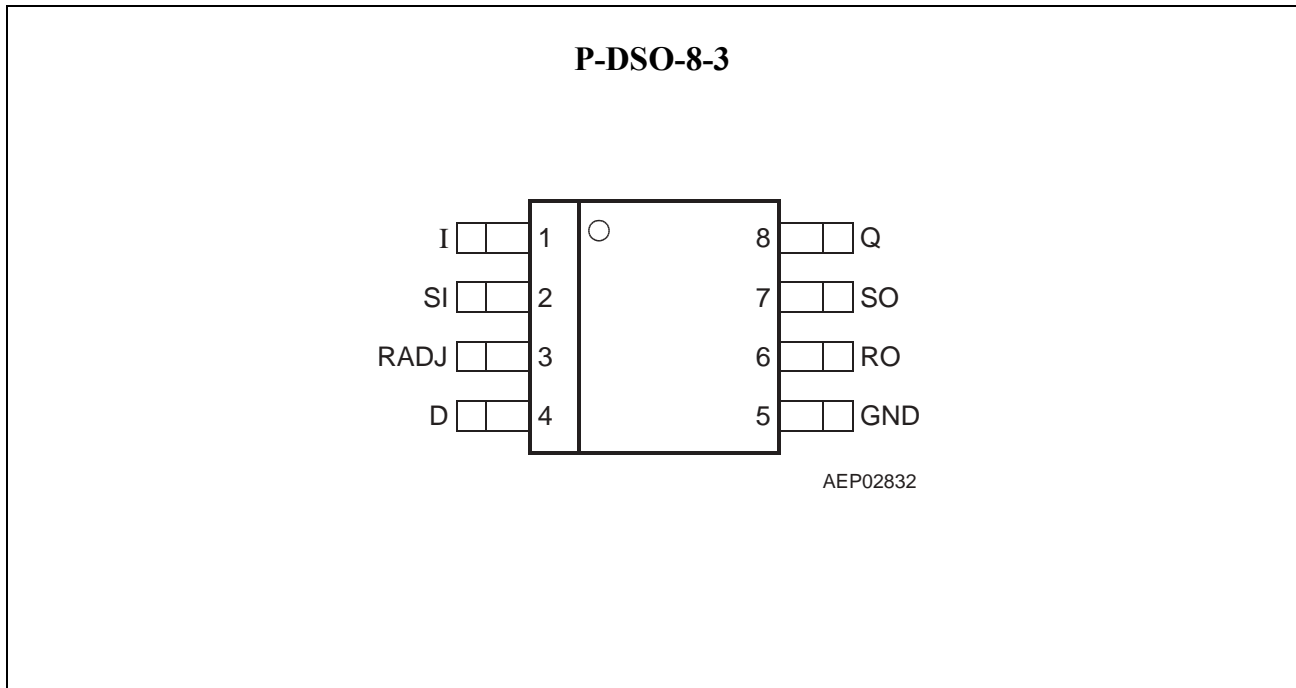 P-DSO-8-3
I 1 8 Q
SI 2 7 SO
RADJ 3 6 RO
D 4 5 GND
AEP02832